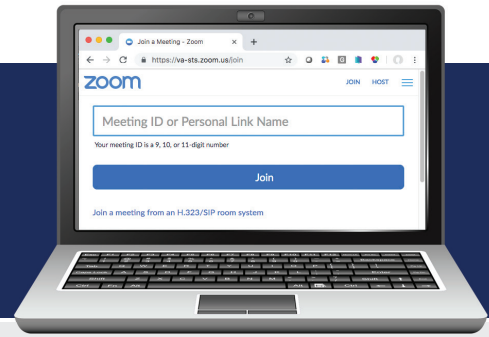 Join a Meeting - Zoom
https://va-sts.zoom.us/join
zoom
JOIN HOST
Meeting ID or Personal Link Name
Your meeting ID is a 9, 10, or 11-digit number
Join
Join a meeting from an H.323/SIP room system